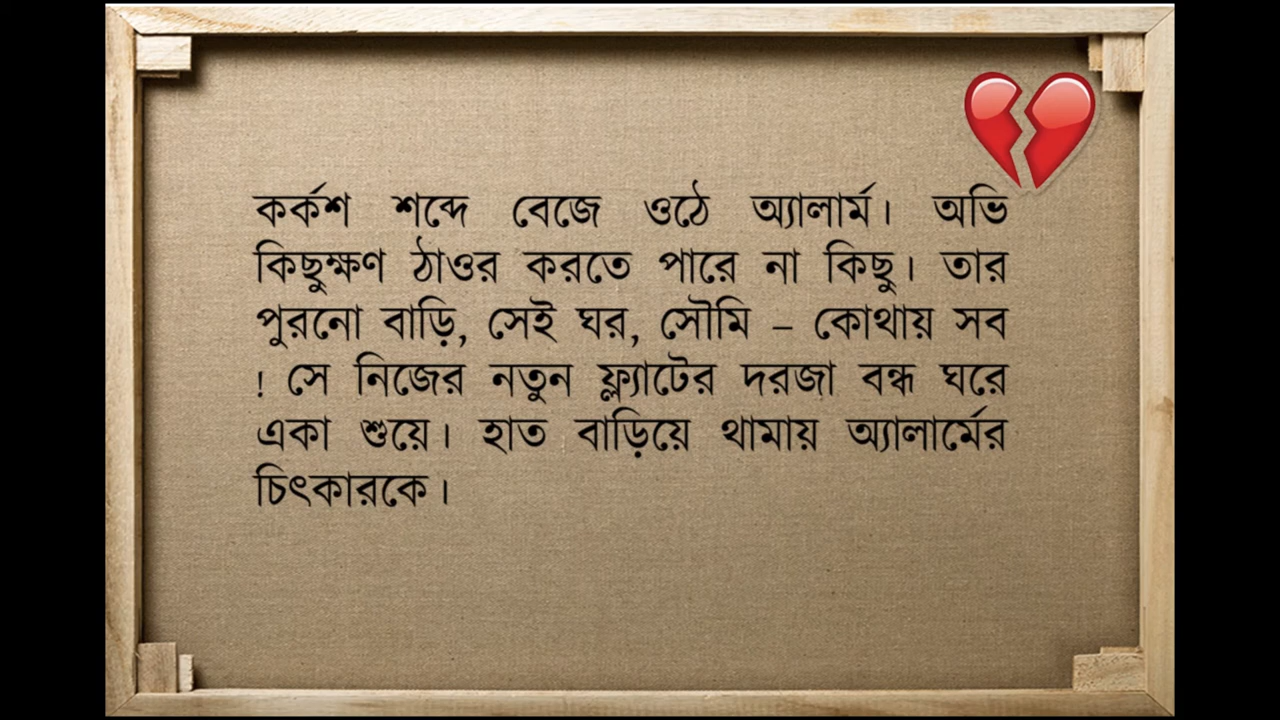 কর্কশ শব্দে বেজে ওঠে অ্যালার্ম। অভি
কিছুক্ষণ ঠাওর করতে পারে না কিছু। তার
পুরনো বাড়ি, সেই ঘর, সৌমি – কোথায় সব
! সে নিজের নতুন ফ্ল্যাটের দরজা বন্ধ ঘরে
একা শুয়ে। হাত বাড়িয়ে থামায় অ্যালার্মের
চিৎকারকে।